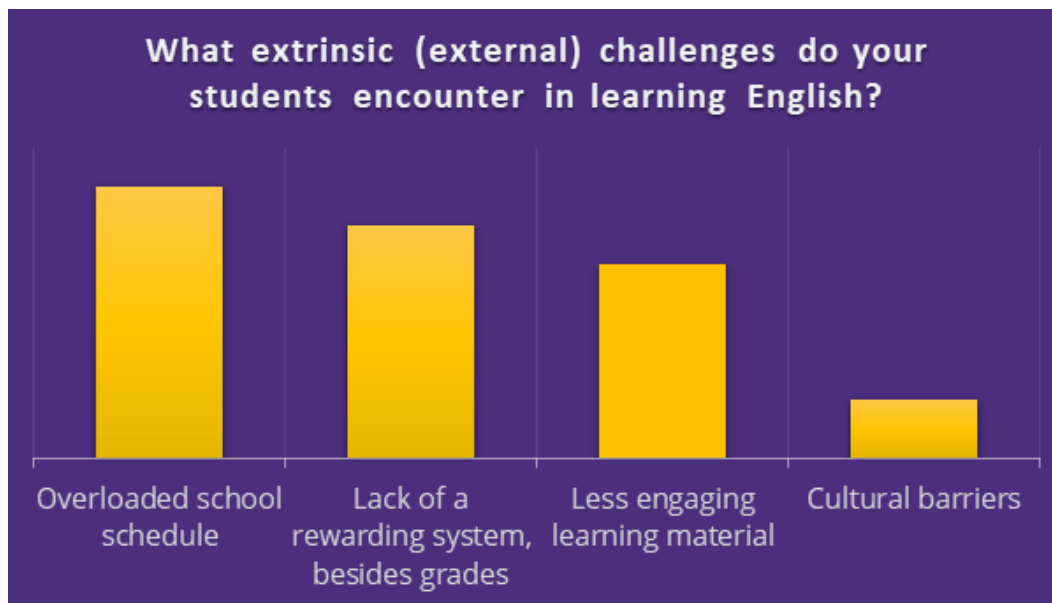 What extrinsic (external) challenges do your
students encounter in learning English?
Overloaded school
schedule
Lack of a
rewarding system,
besides grades
Less engaging
learning material
Cultural barriers